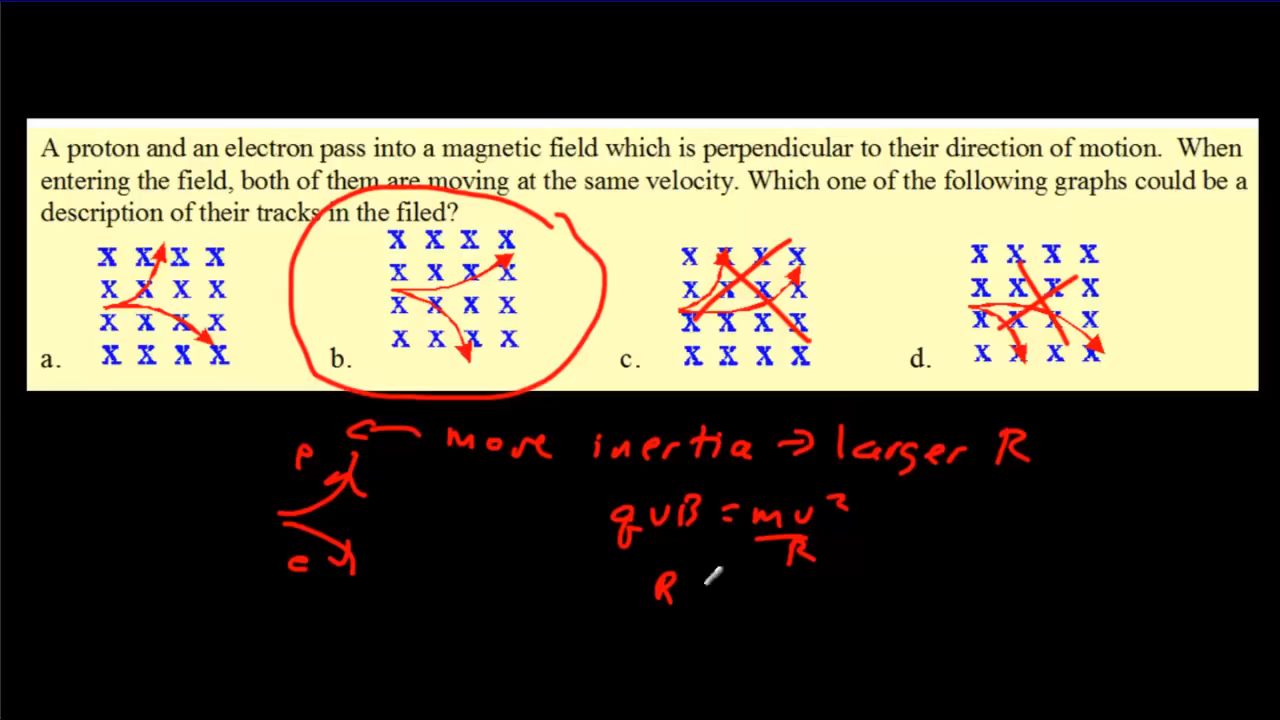 A proton and an electron pass into a magnetic field which is perpendicular to their direction of motion. When
entering the field, both of them are moving at the same velocity. Which one of the following graphs could be a
description of their tracks in the filed?
X X X X
X X X X
X X X X
X X X X
a.
X X X X
X X X X
X X X X
X X X X
b.
X X X X
X X X X
X X X X
X X X X
c.
X X X X
X X X X
X X X X
X X X X
d.
p
e
more inertia → larger R
qvB = mv²
R
R